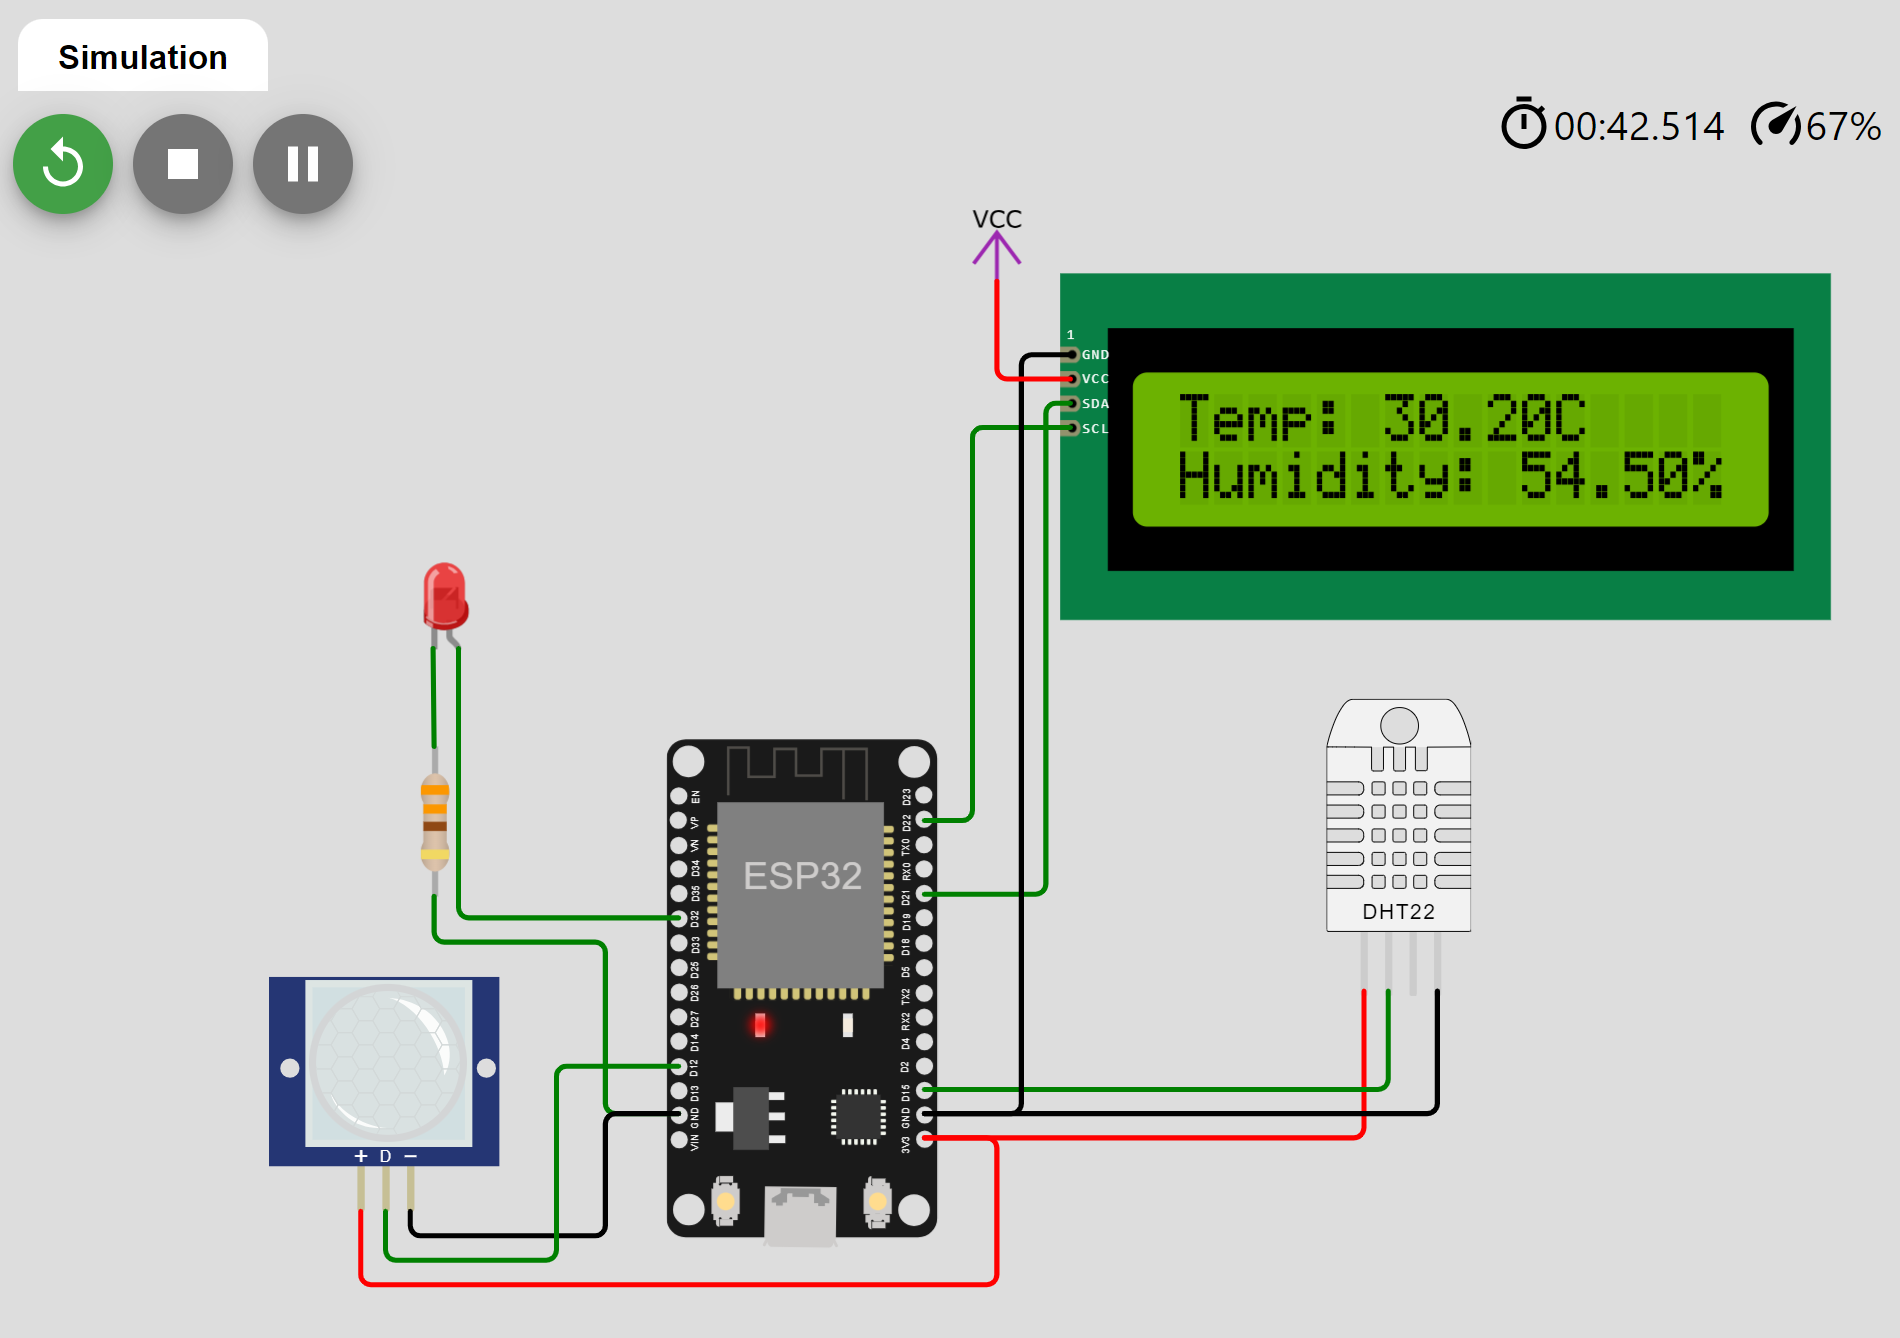 Simulation
00:42.514 67%
VCC
1
GND
VCC
SDA
SCL
Temp: 30.20C
Humidity: 54.50%
ESP32
EN
VP
VN
D34
D35
D32
D33
D25
D26
D27
D14
D12
D13
GND
VIN
D23
D22
TX0
RX0
D21
D19
D18
D5
TX2
RX2
D4
D2
D15
GND
3V3
DHT22
+ D −